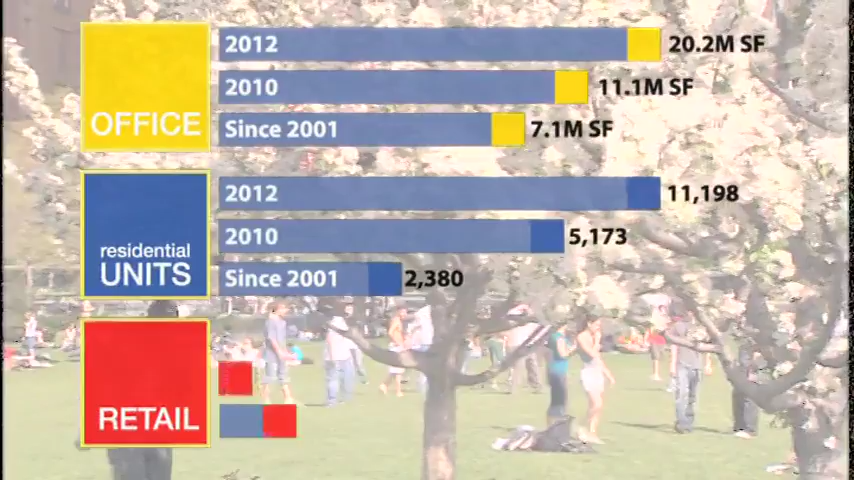 OFFICE
2012 20.2M SF
2010 11.1M SF
Since 2001 7.1M SF
residential
UNITS
2012 11,198
2010 5,173
Since 2001 2,380
RETAIL